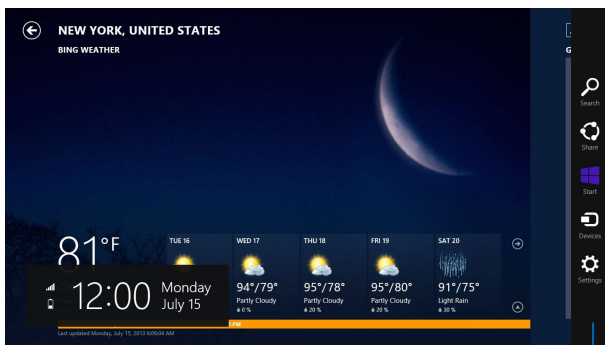 NEW YORK, UNITED STATES
BING WEATHER
81°F
TUE 16
WED 17
94°/79°
Partly Cloudy
0 %
THU 18
95°/78°
Partly Cloudy
20 %
FRI 19
95°/80°
Partly Cloudy
20 %
SAT 20
91°/75°
Light Rain
30 %
12:00
Monday
July 15
PM
Last updated Monday, July 15, 2013 6:06:04 AM
G
Search
Share
Start
Devices
Settings